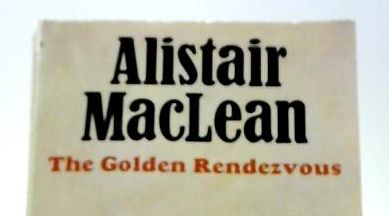 Alistair
MacLean
The Golden Rendezvous